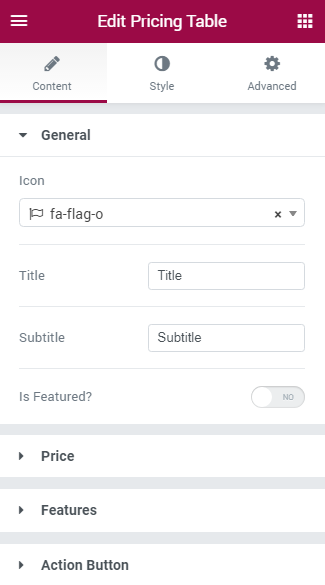 Edit Pricing Table
Content Style Advanced
General
Icon
fa-flag-o ×
Title Title
Subtitle Subtitle
Is Featured? NO
Price
Features
Action Button